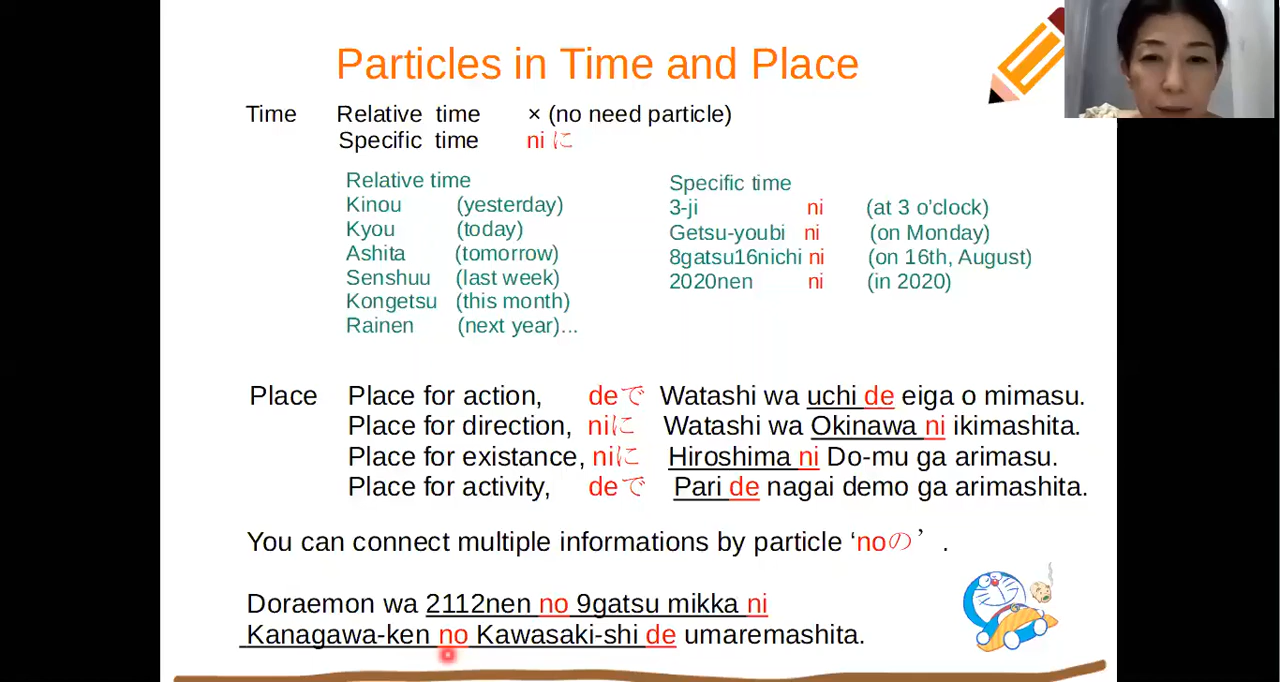 Particles in Time and Place
Time Relative time × (no need particle)
Specific time ni に
Relative time
Kinou (yesterday)
Kyou (today)
Ashita (tomorrow)
Senshuu (last week)
Kongetsu (this month)
Rainen (next year)...
Specific time
3-ji ni (at 3 o'clock)
Getsu-youbi ni (on Monday)
8gatsu16nichi ni (on 16th, August)
2020nen ni (in 2020)
Place Place for action, deで Watashi wa uchi de eiga o mimasu.
Place for direction, niに Watashi wa Okinawa ni ikimashita.
Place for existance, niに Hiroshima ni Do-mu ga arimasu.
Place for activity, deで Pari de nagai demo ga arimashita.
You can connect multiple informations by particle ‘noの’ .
Doraemon wa 2112nen no 9gatsu mikka ni
Kanagawa-ken no Kawasaki-shi de umaremashita.